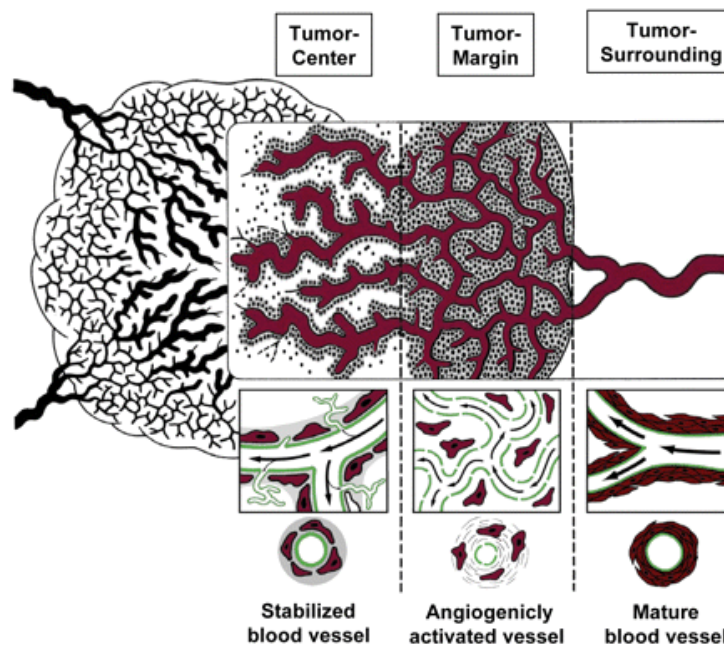 Tumor-
Center
Tumor-
Margin
Tumor-
Surrounding
Stabilized
blood vessel
Angiogenicly
activated vessel
Mature
blood vessel